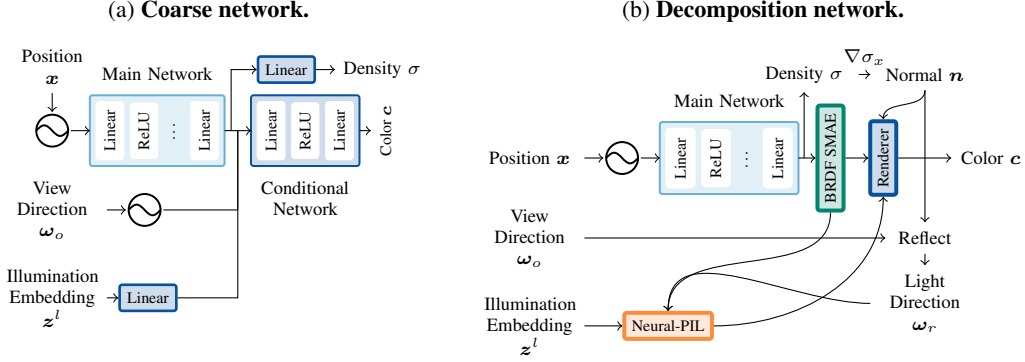 (a) Coarse network.
Position
x
Main Network
Linear
ReLU
...
Linear
Linear
Density σ
Linear
ReLU
Linear
Color c
Conditional
Network
View
Direction
ωₒ
Illumination
Embedding
zˡ
Linear
(b) Decomposition network.
Density σ
∇σₓ
Normal n
Main Network
Position x
Linear
ReLU
...
Linear
BRDF SMAE
Renderer
Color c
View
Direction
ωₒ
Reflect
Light
Direction
ωᵣ
Illumination
Embedding
zˡ
Neural-PIL